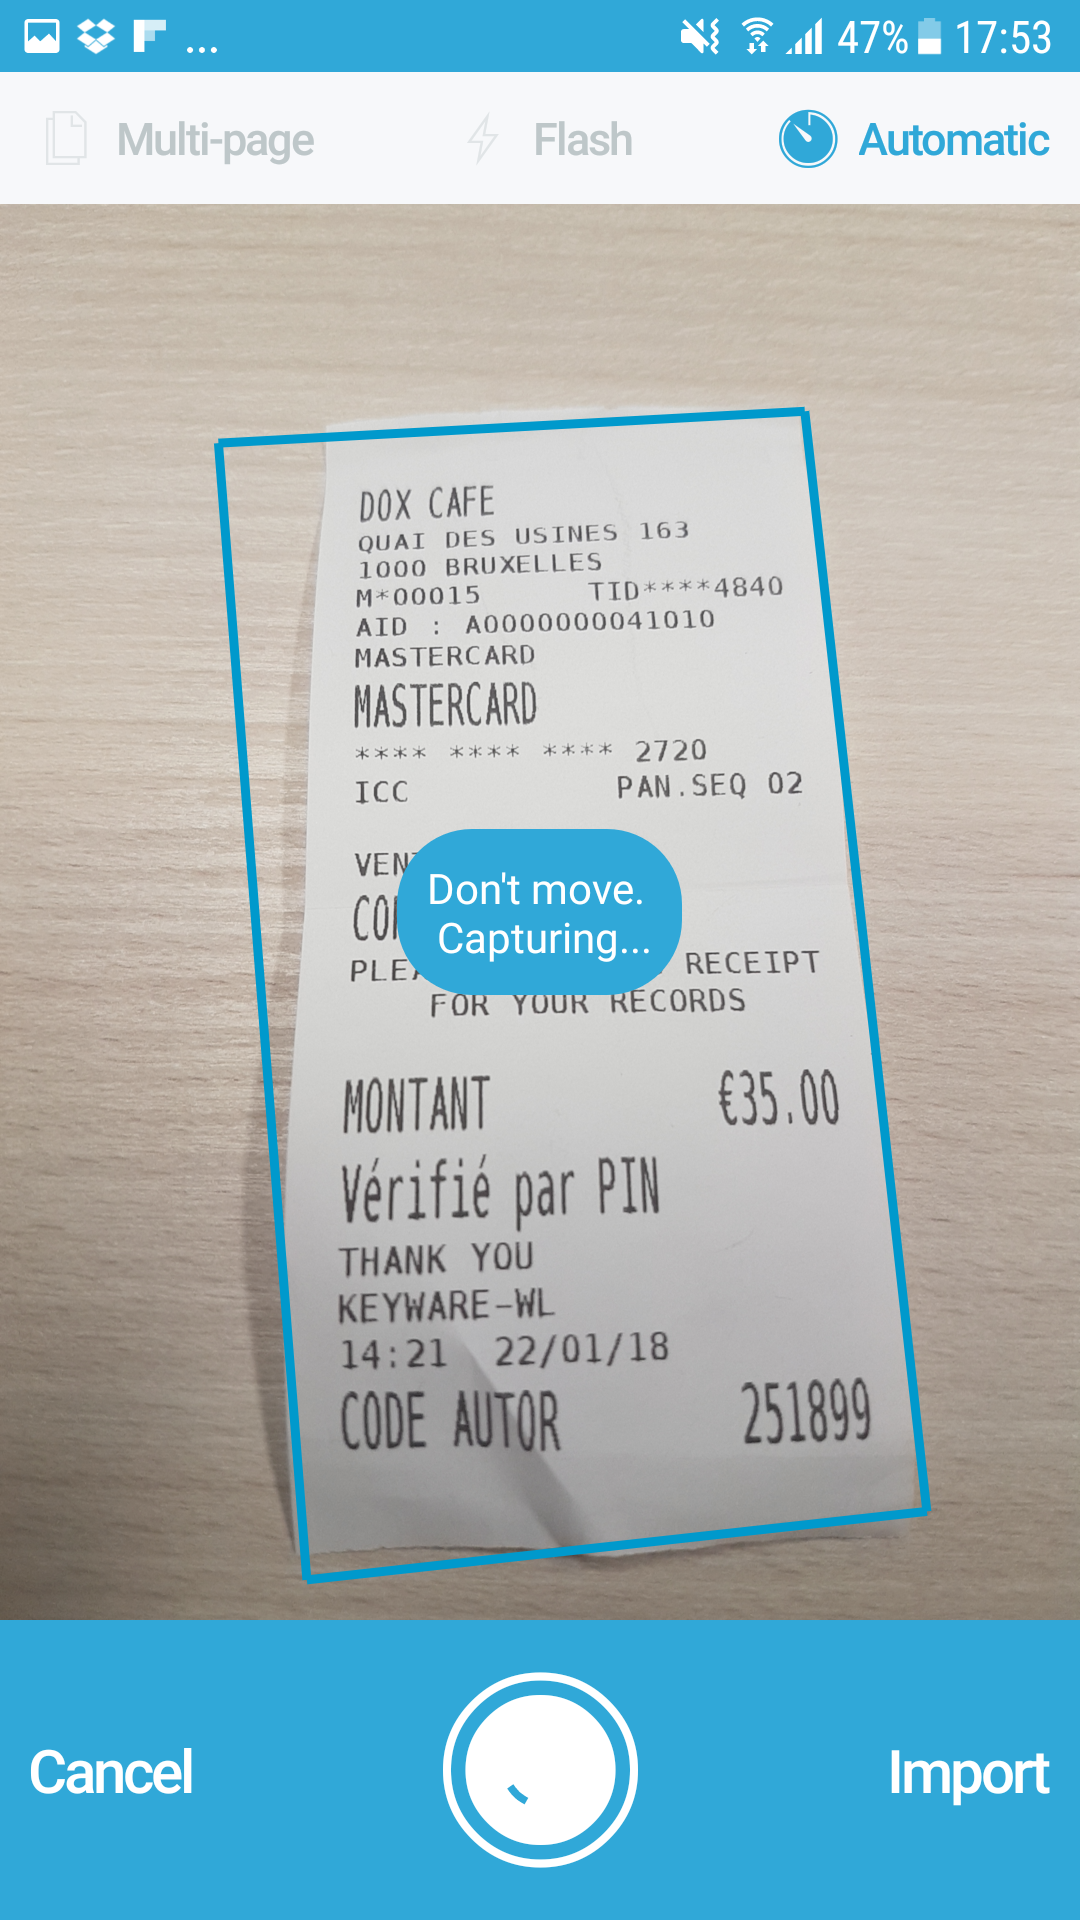 ... 47% 17:53
Multi-page Flash Automatic
DOX CAFE
QUAI DES USINES 163
1000 BRUXELLES
M*00015 TID****4840
AID : A0000000041010
MASTERCARD
MASTERCARD
**** **** **** 2720
ICC PAN.SEQ 02
Don't move.
Capturing...
RECEIPT
FOR YOUR RECORDS
MONTANT €35.00
Vérifié par PIN
THANK YOU
KEYWARE-WL
14:21 22/01/18
CODE AUTOR 251899
Cancel Import